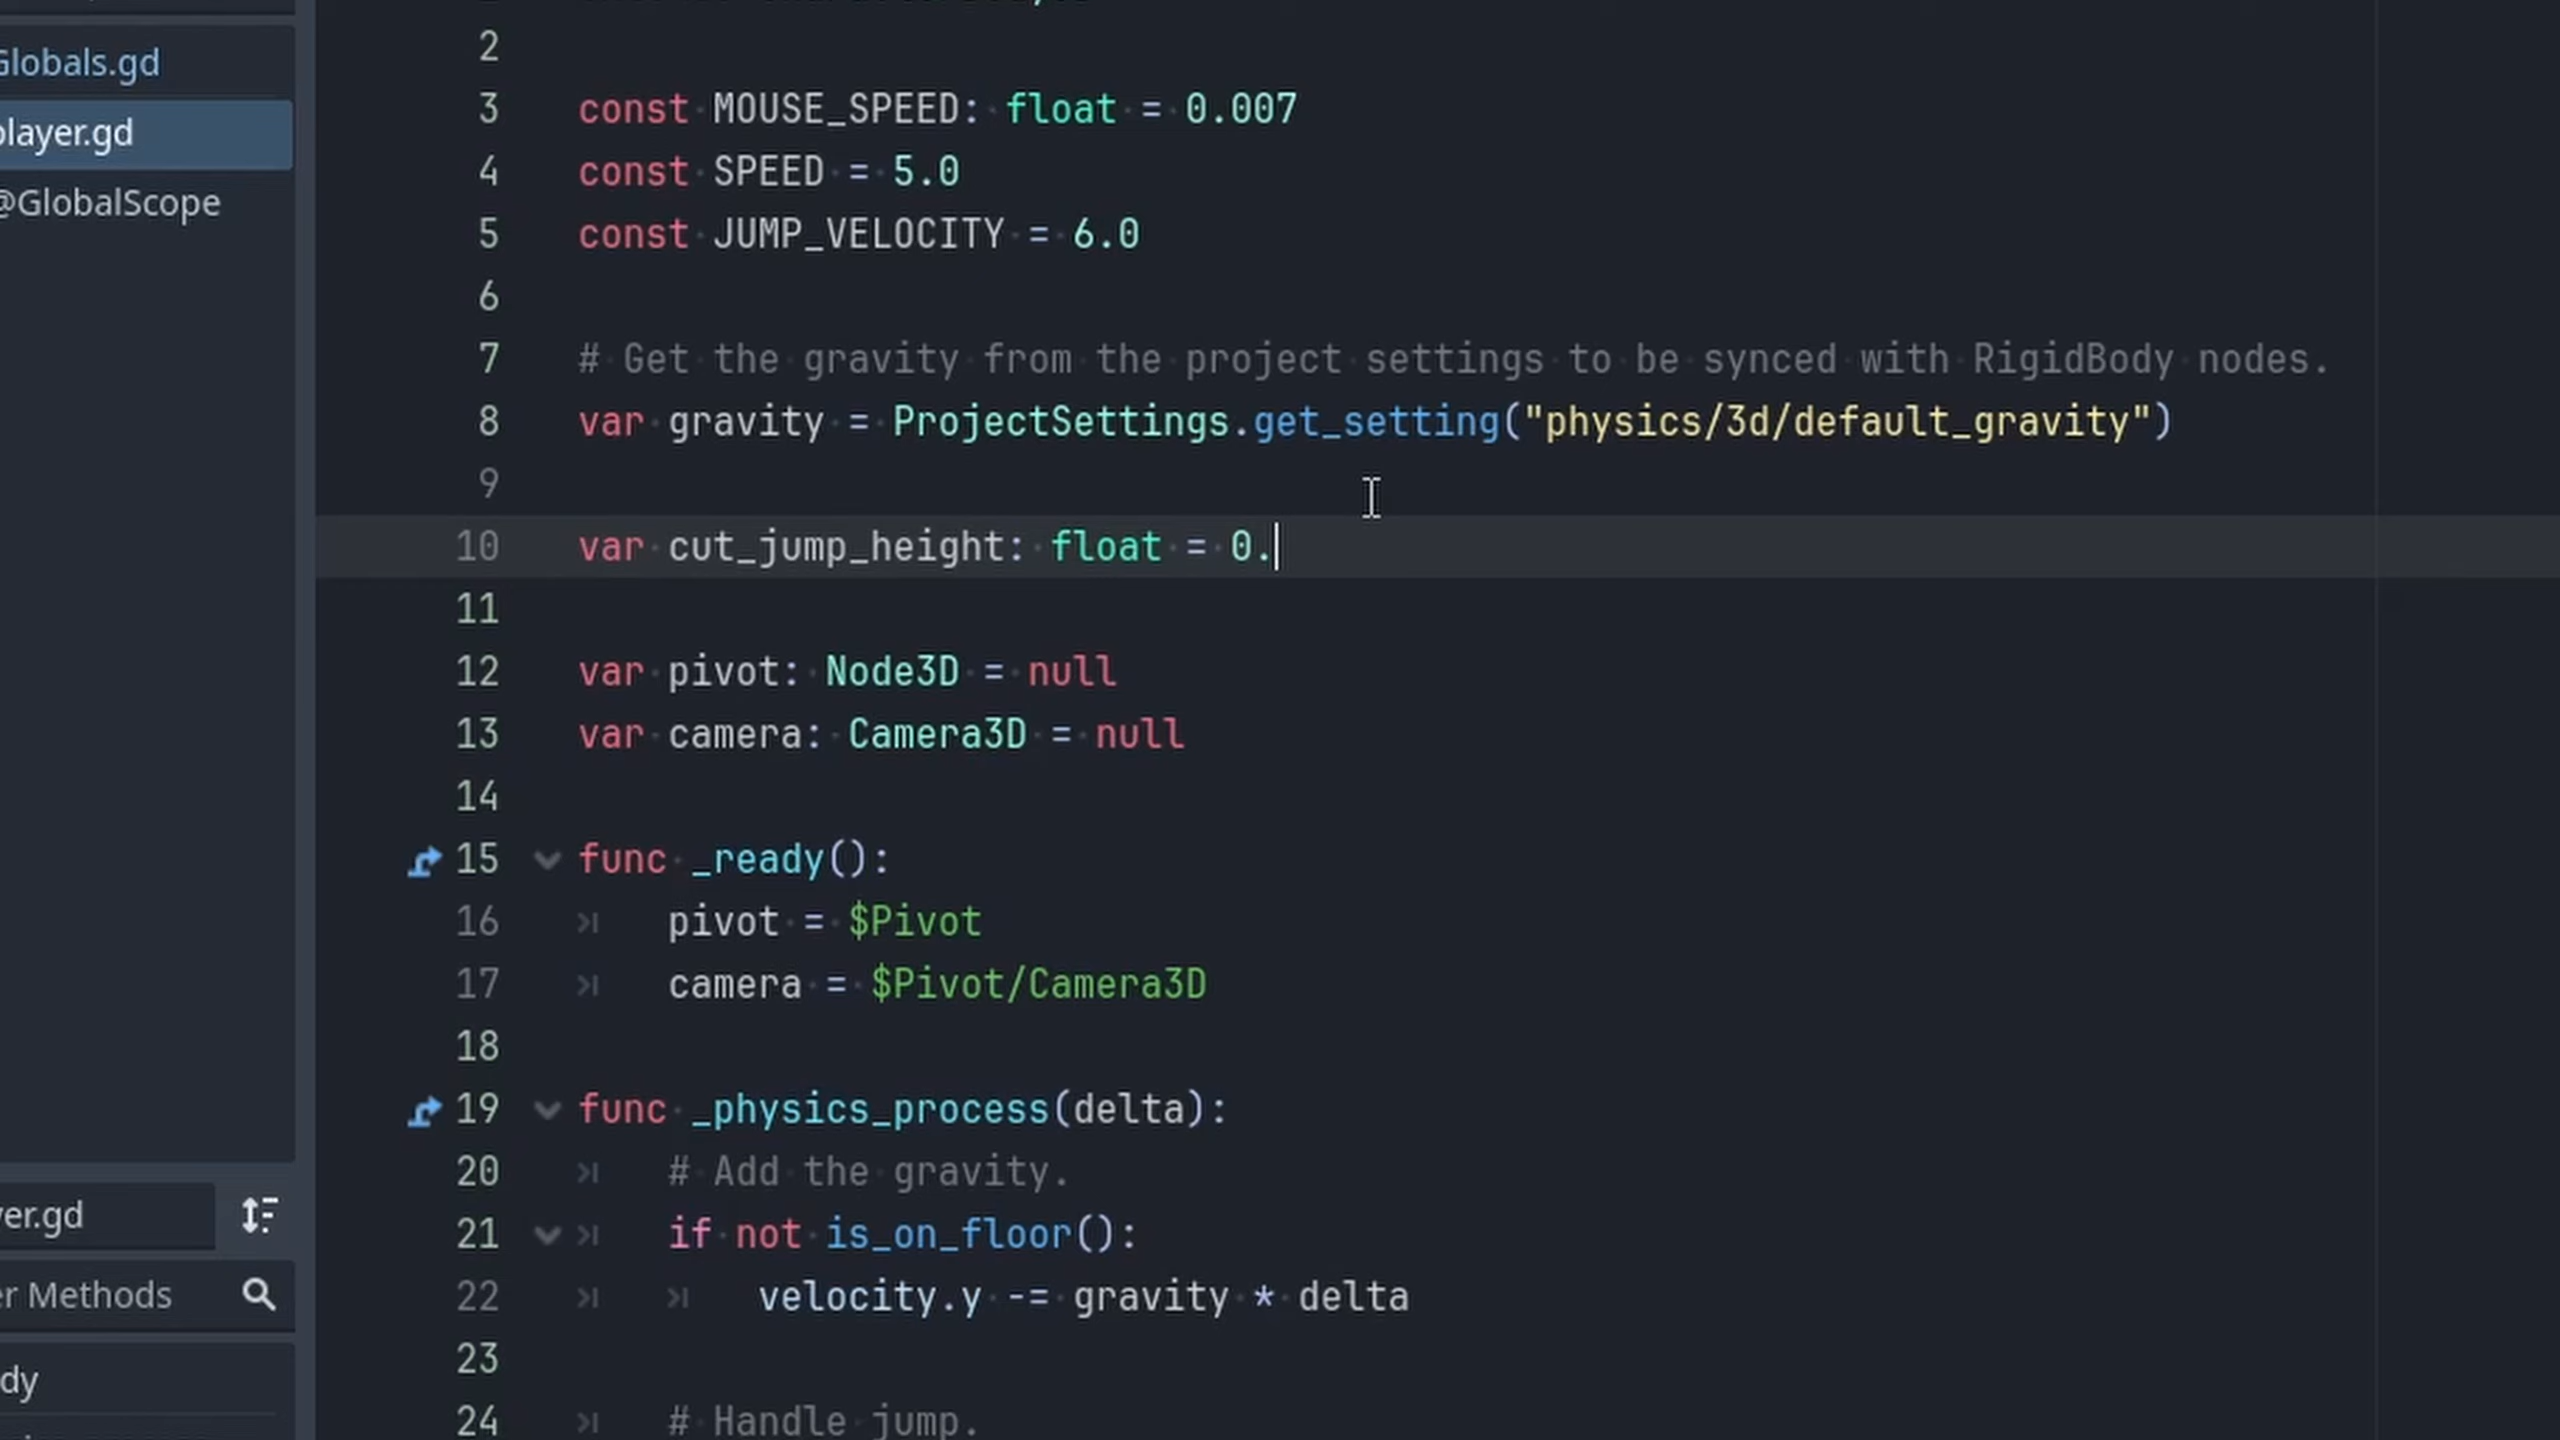 Globals.gd
player.gd
@GlobalScope
er.gd
Methods
dy
2
3 const MOUSE_SPEED: float = 0.007
4 const SPEED = 5.0
5 const JUMP_VELOCITY = 6.0
6
7 # Get the gravity from the project settings to be synced with RigidBody nodes.
8 var gravity = ProjectSettings.get_setting("physics/3d/default_gravity")
9
10 var cut_jump_height: float = 0.
11
12 var pivot: Node3D = null
13 var camera: Camera3D = null
14
15 func _ready():
16 pivot = $Pivot
17 camera = $Pivot/Camera3D
18
19 func _physics_process(delta):
20 # Add the gravity.
21 if not is_on_floor():
22 velocity.y -= gravity * delta
23
24 # Handle jump.